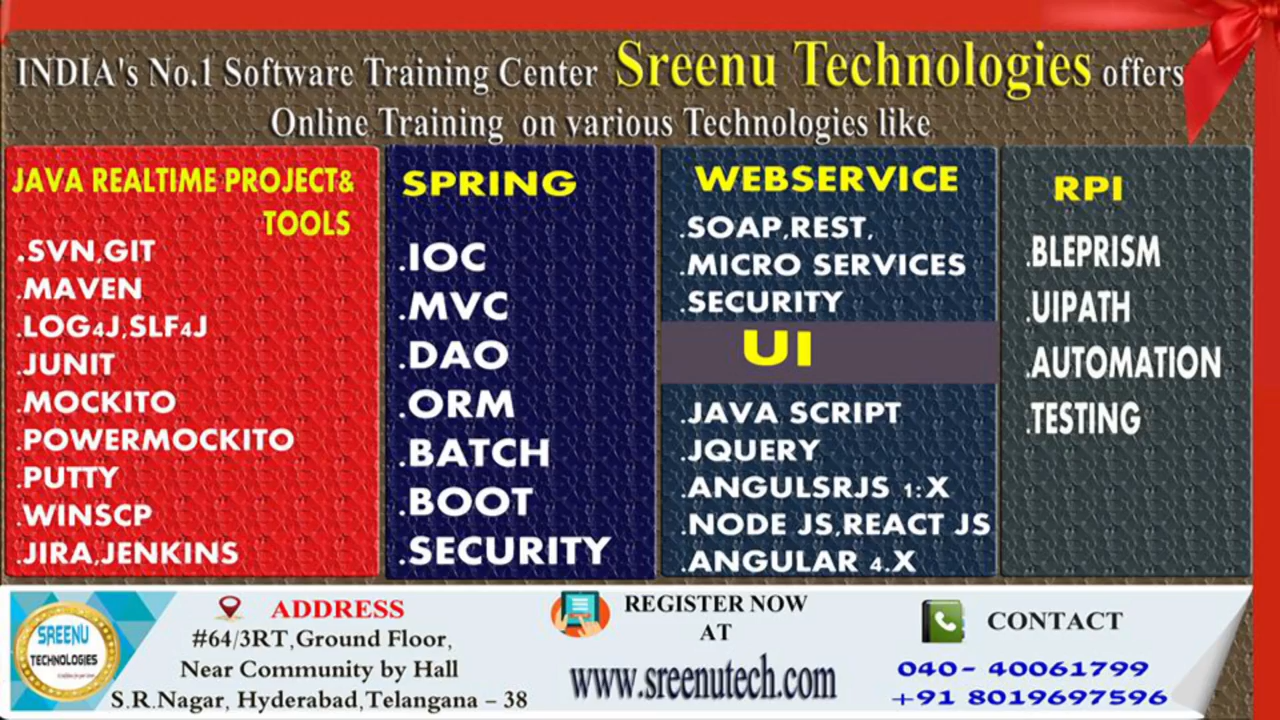 INDIA's No.1 Software Training Center Sreenu Technologies offers
Online Training on various Technologies like
JAVA REALTIME PROJECT&
TOOLS
.SVN,GIT
.MAVEN
.LOG4J,SLF4J
.JUNIT
.MOCKITO
.POWERMOCKITO
.PUTTY
.WINSCP
.JIRA,JENKINS
SPRING
.IOC
.MVC
.DAO
.ORM
.BATCH
.BOOT
.SECURITY
WEBSERVICE
.SOAP,REST,
.MICRO SERVICES
.SECURITY
UI
.JAVA SCRIPT
.JQUERY
.ANGULSRJS 1:X
.NODE JS,REACT JS
.ANGULAR 4.X
RPI
.BLEPRISM
.UIPATH
.AUTOMATION
.TESTING
SREENU
TECHNOLOGIES
ADDRESS
#64/3RT,Ground Floor,
Near Community by Hall
S.R.Nagar, Hyderabad,Telangana – 38
REGISTER NOW
AT
www.sreenutech.com
CONTACT
040- 40061799
+91 8019697596